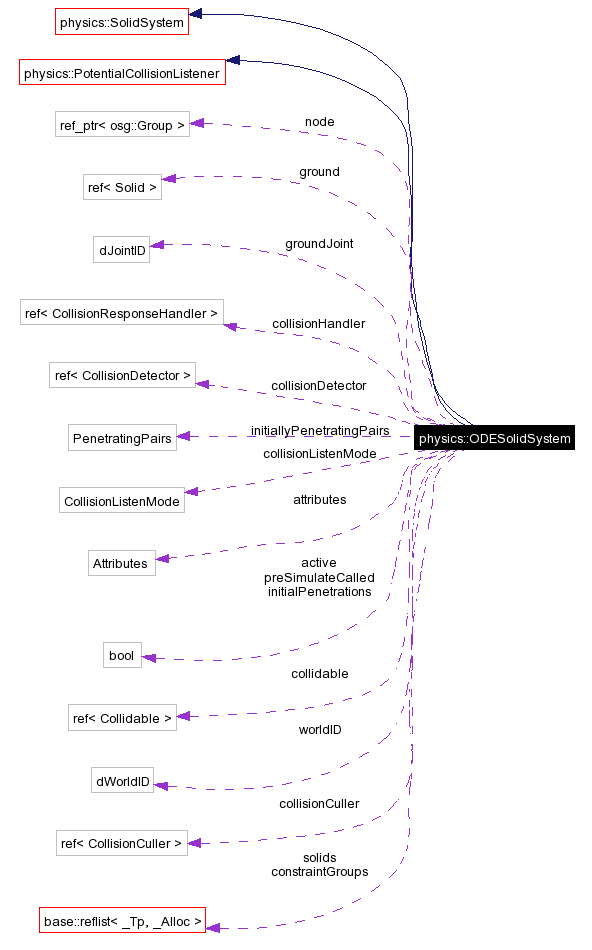 physics::SolidSystem
physics::PotentialCollisionListener
ref_ptr< osg::Group >
node
ref< Solid >
ground
dJointID
groundJoint
ref< CollisionResponseHandler >
collisionHandler
ref< CollisionDetector >
collisionDetector
PenetratingPairs
initiallyPenetratingPairs
physics::ODESolidSystem
collisionListenMode
CollisionListenMode
attributes
Attributes
active
preSimulateCalled
initialPenetrations
bool
collidable
ref< Collidable >
worldID
dWorldID
collisionCuller
ref< CollisionCuller >
solids
constraintGroups
base::reflist< _Tp, _Alloc >